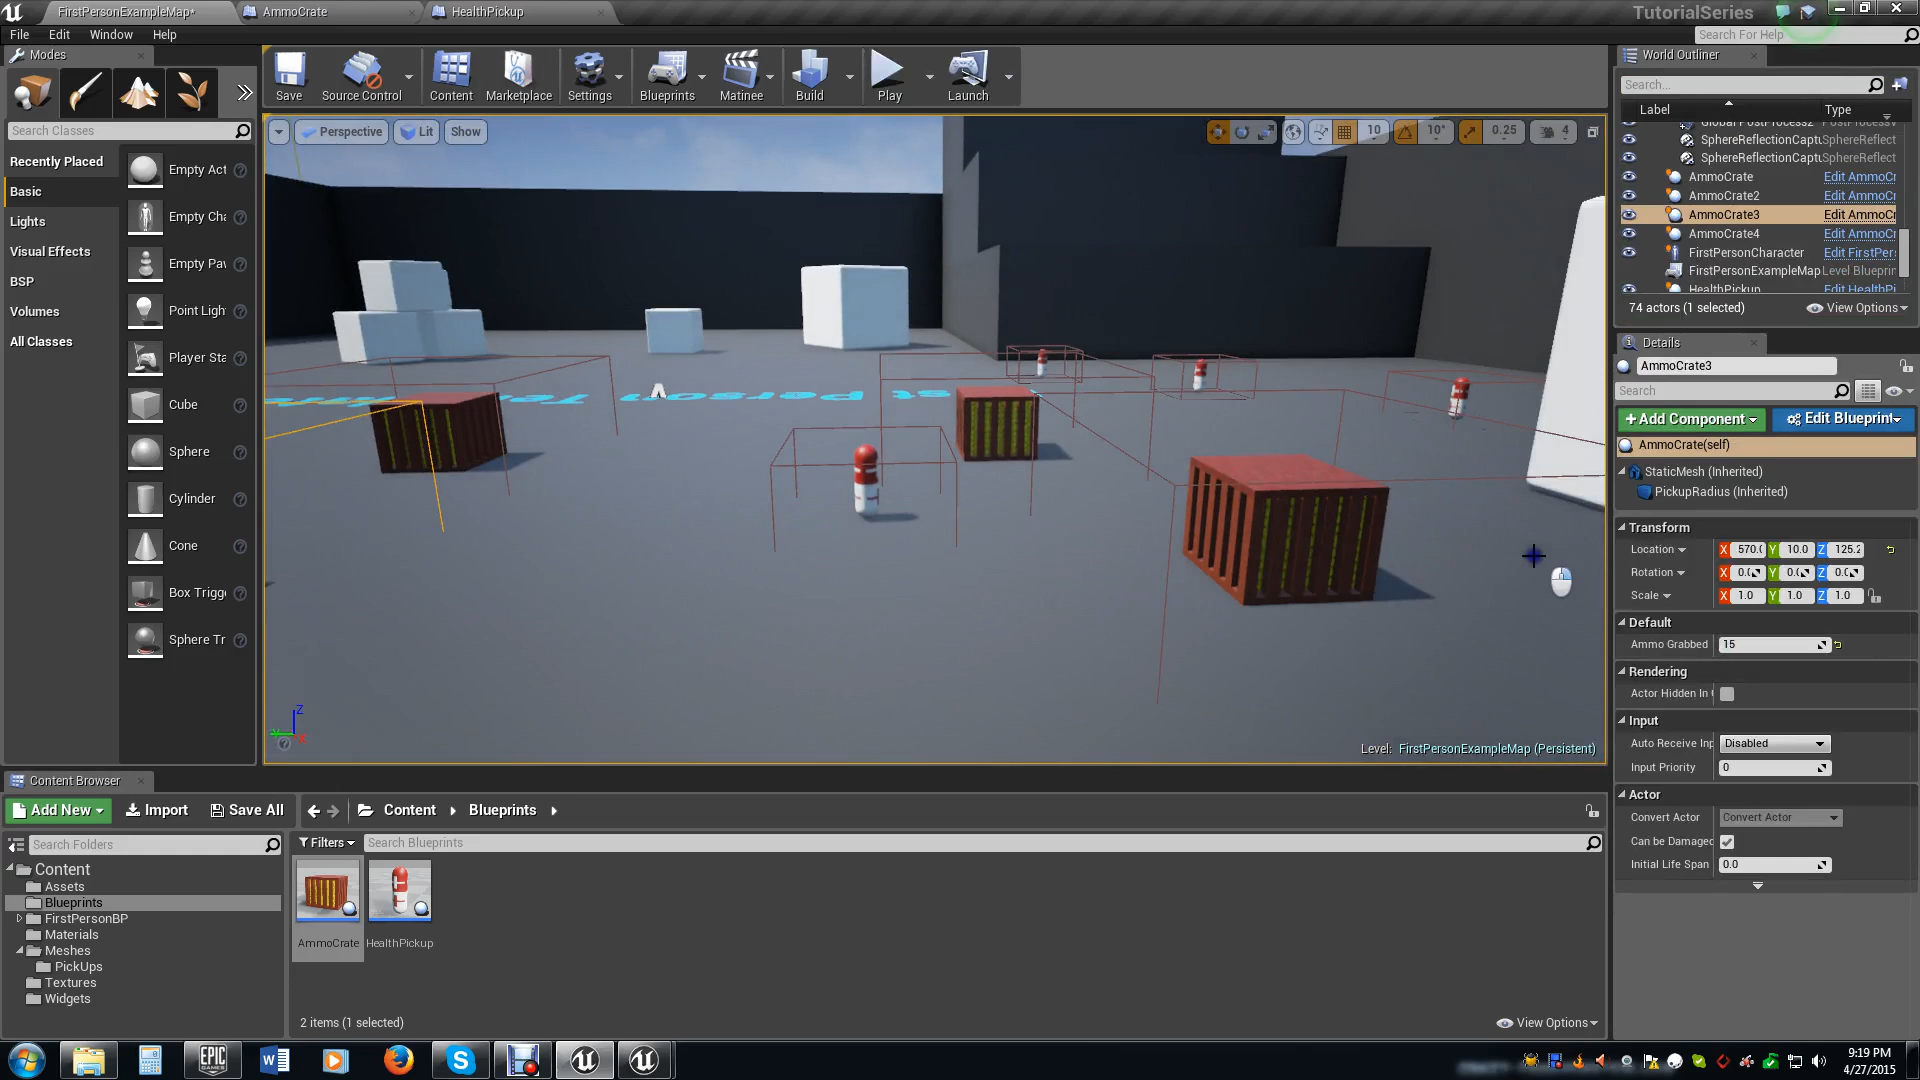 FirstPersonExampleMap*
AmmoCrate
HealthPickup
TutorialSeries
File
Edit
Window
Help
Search For Help
Modes
Save
Source Control
Content
Marketplace
Settings
Blueprints
Matinee
Build
Play
Launch
World Outliner
Search...
Label
Type
Search Classes
Perspective
Lit
Show
10
10°
0.25
4
SphereReflectionCaptu
SphereReflect
SphereReflectionCaptu
SphereReflect
Recently Placed
Basic
Lights
Visual Effects
BSP
Volumes
All Classes
Empty Act
Empty Cha
Empty Pav
Point Ligh
Player Sta
Cube
Sphere
Cylinder
Cone
Box Trigge
Sphere Tr
AmmoCrate
Edit AmmoCr
AmmoCrate2
Edit AmmoCr
AmmoCrate3
Edit AmmoCr
AmmoCrate4
Edit AmmoCr
FirstPersonCharacter
Edit FirstPer
FirstPersonExampleMap
Level Blueprin
HealthPickup
Edit HealthPi
74 actors (1 selected)
View Options
Details
AmmoCrate3
Search
Add Component
Edit Blueprint
AmmoCrate(self)
StaticMesh (Inherited)
PickupRadius (Inherited)
Transform
Location
X 570.(
Y 10.0
Z 125.2
Rotation
X 0.(
Y 0.(
Z 0.(
Scale
X 1.0
Y 1.0
Z 1.0
Default
Ammo Grabbed
15
Rendering
Actor Hidden In
Input
Auto Receive Inp
Disabled
Input Priority
0
Actor
Convert Actor
Convert Actor
Can be Damaged
Initial Life Span
0.0
Z
Y
X
Level: FirstPersonExampleMap (Persistent)
Content Browser
Add New
Import
Save All
Content
Blueprints
Search Folders
Filters
Search Blueprints
Content
Assets
Blueprints
FirstPersonBP
Materials
Meshes
PickUps
Textures
Widgets
AmmoCrate
HealthPickup
2 items (1 selected)
View Options
EPIC GAMES
9:19 PM
4/27/2015